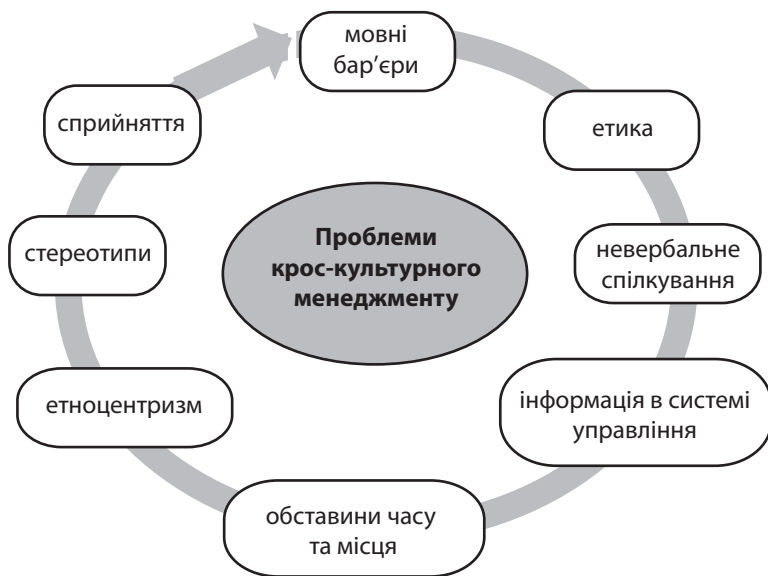 мовні
бар’єри
етика
невербальне
спілкування
інформація в системі
управління
обставини часу
та місця
етноцентризм
стереотипи
сприйняття
Проблеми
крос-культурного
менеджменту